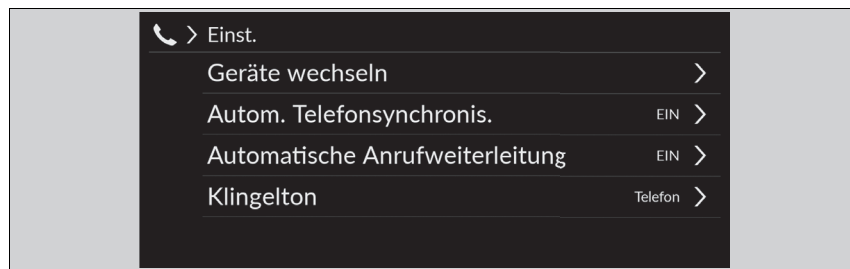 Einst.
Geräte wechseln
Autom. Telefonsynchronis. EIN
Automatische Anrufweiterleitung EIN
Klingelton Telefon